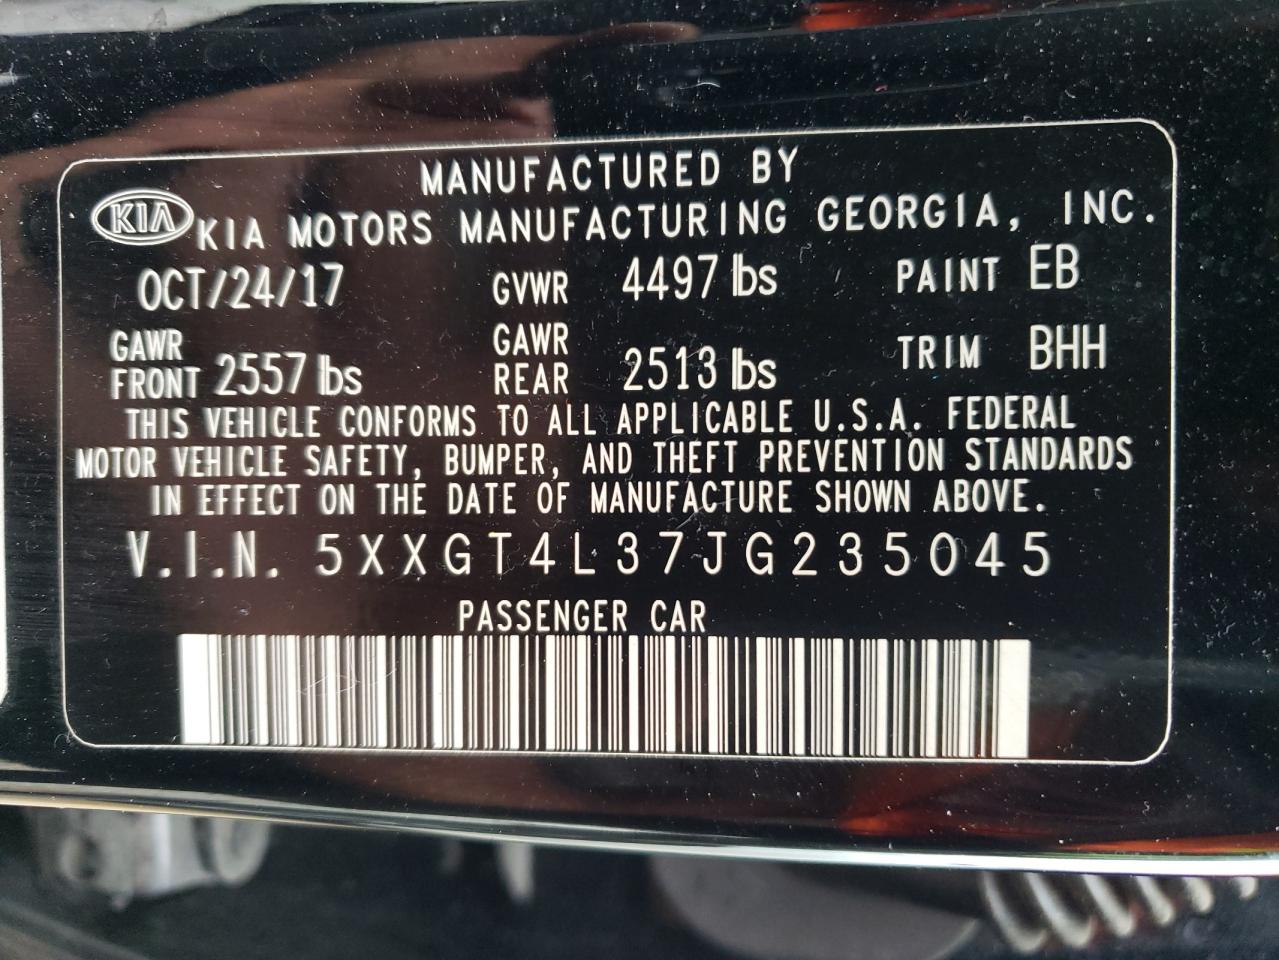 MANUFACTURED BY
KIA KIA MOTORS MANUFACTURING GEORGIA, INC.
OCT/24/17 GVWR 4497 lbs PAINT EB
GAWR FRONT 2557 lbs GAWR REAR 2513 lbs TRIM BHH
THIS VEHICLE CONFORMS TO ALL APPLICABLE U.S.A. FEDERAL
MOTOR VEHICLE SAFETY, BUMPER, AND THEFT PREVENTION STANDARDS
IN EFFECT ON THE DATE OF MANUFACTURE SHOWN ABOVE.
V.I.N. 5XXGT4L37JG235045
PASSENGER CAR